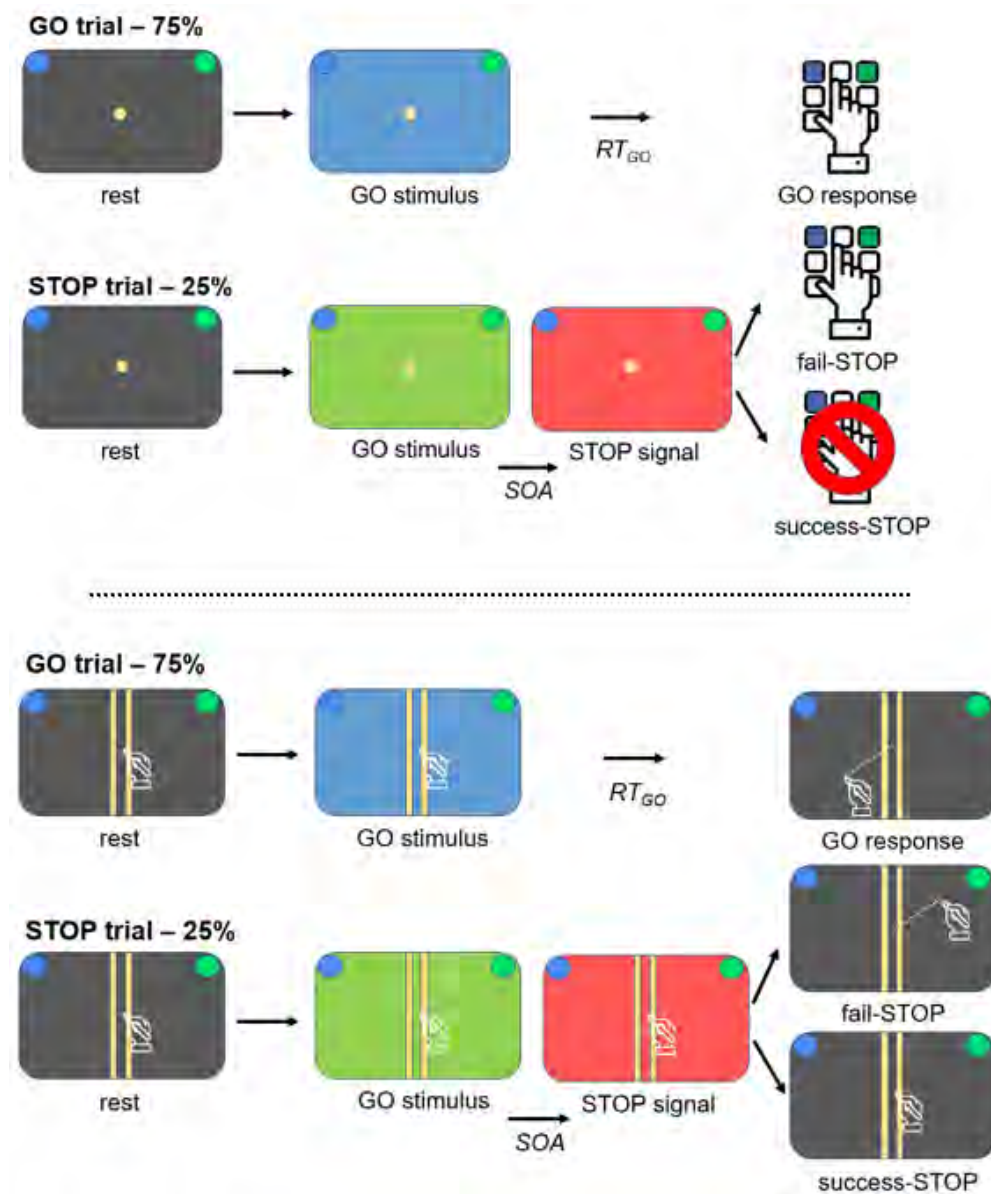 GO trial – 75%
rest
GO stimulus
RTGO
GO response
STOP trial – 25%
rest
GO stimulus
SOA
STOP signal
fail-STOP
success-STOP
GO trial – 75%
rest
GO stimulus
RTGO
GO response
STOP trial – 25%
rest
GO stimulus
SOA
STOP signal
fail-STOP
success-STOP